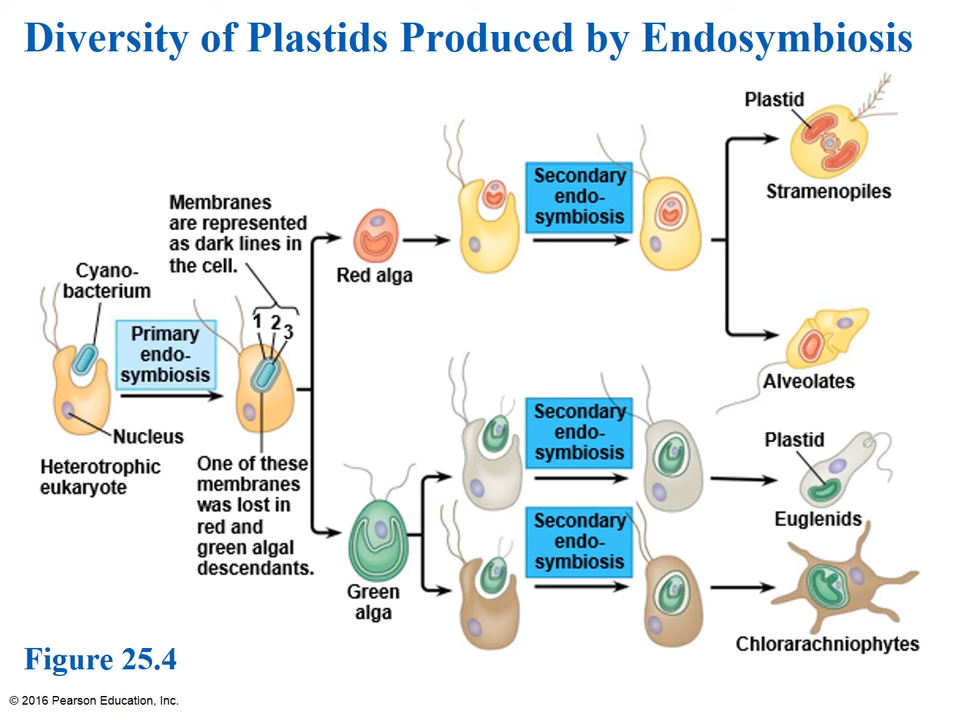 Diversity of Plastids Produced by Endosymbiosis
Membranes
are represented
as dark lines in
the cell.
Cyano-
bacterium
Primary
endo-
symbiosis
1 2 3
Nucleus
Heterotrophic
eukaryote
One of these
membranes
was lost in
red and
green algal
descendants.
Red alga
Secondary
endo-
symbiosis
Plastid
Stramenopiles
Alveolates
Green
alga
Secondary
endo-
symbiosis
Plastid
Euglenids
Secondary
endo-
symbiosis
Chlorarachniophytes
Figure 25.4
© 2016 Pearson Education, Inc.